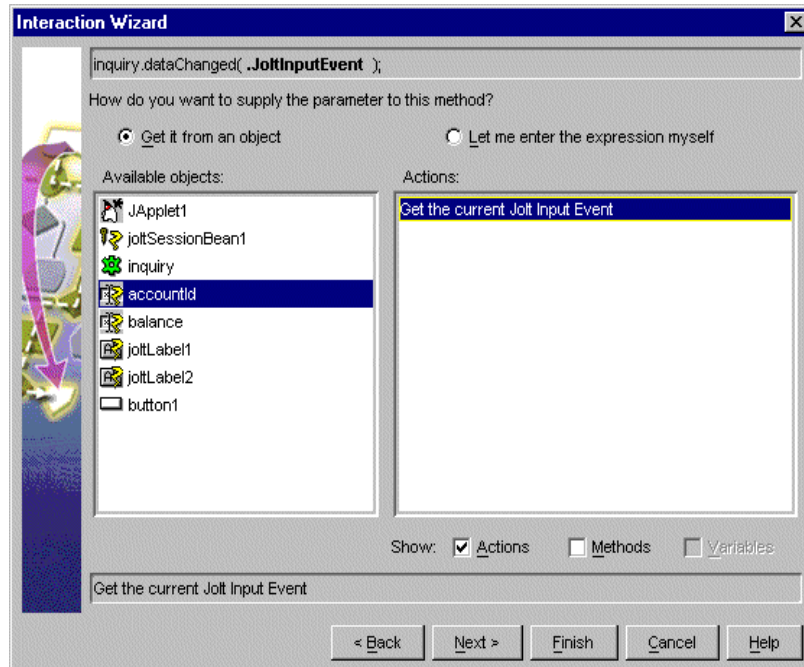 Interaction Wizard
inquiry.dataChanged( .JoltInputEvent );
How do you want to supply the parameter to this method?
Get it from an object
Let me enter the expression myself
Available objects:
JApplet1
joltSessionBean1
inquiry
accountId
balance
joltLabel1
joltLabel2
button1
Actions:
Get the current Jolt Input Event
Show: Actions Methods Variables
Get the current Jolt Input Event
< Back Next > Finish Cancel Help